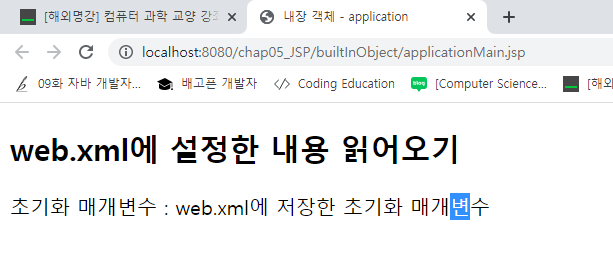 [해외명강] 컴퓨터 과학 교양 강좌
내장 객체 - application
localhost:8080/chap05_JSP/builtInObject/applicationMain.jsp
09화 자바 개발자... 배고픈 개발자 Coding Education [Computer Science... [해외
web.xml에 설정한 내용 읽어오기
초기화 매개변수 : web.xml에 저장한 초기화 매개변수